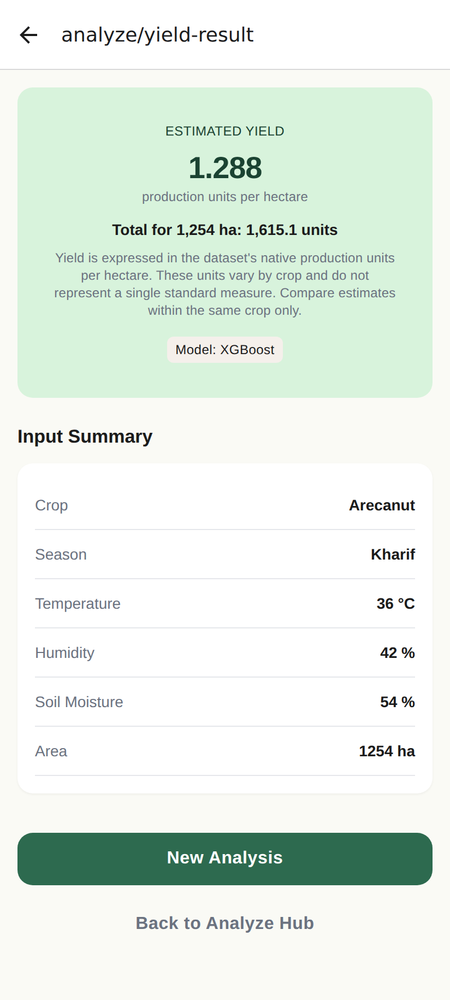 analyze/yield-result
ESTIMATED YIELD
1.288
production units per hectare
Total for 1,254 ha: 1,615.1 units
Yield is expressed in the dataset's native production units
per hectare. These units vary by crop and do not
represent a single standard measure. Compare estimates
within the same crop only.
Model: XGBoost
Input Summary
Crop Arecanut
Season Kharif
Temperature 36 °C
Humidity 42 %
Soil Moisture 54 %
Area 1254 ha
New Analysis
Back to Analyze Hub